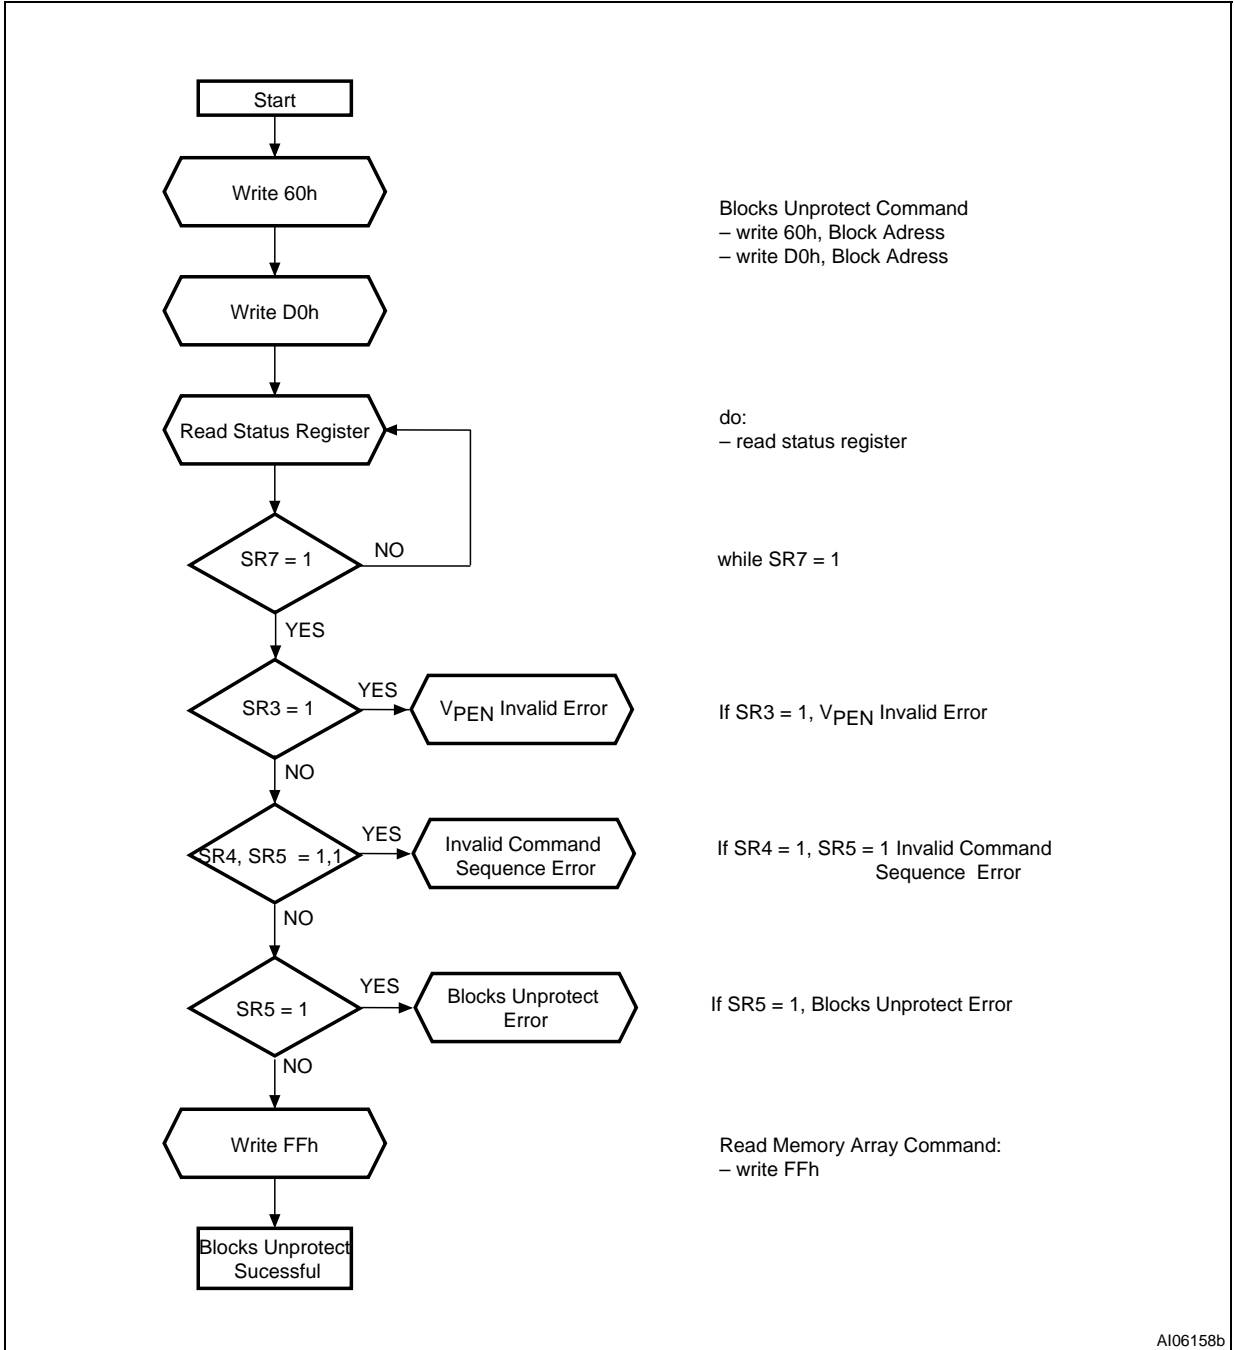 Start
Write 60h
Blocks Unprotect Command
– write 60h, Block Adress
– write D0h, Block Adress
Write D0h
Read Status Register
do:
– read status register
SR7 = 1
NO
while SR7 = 1
YES
SR3 = 1
YES
VPEN Invalid Error
If SR3 = 1, VPEN Invalid Error
NO
SR4, SR5 = 1,1
YES
Invalid Command
Sequence Error
If SR4 = 1, SR5 = 1 Invalid Command
Sequence Error
NO
SR5 = 1
YES
Blocks Unprotect
Error
If SR5 = 1, Blocks Unprotect Error
NO
Write FFh
Read Memory Array Command:
– write FFh
Blocks Unprotect
Sucessful
AI06158b